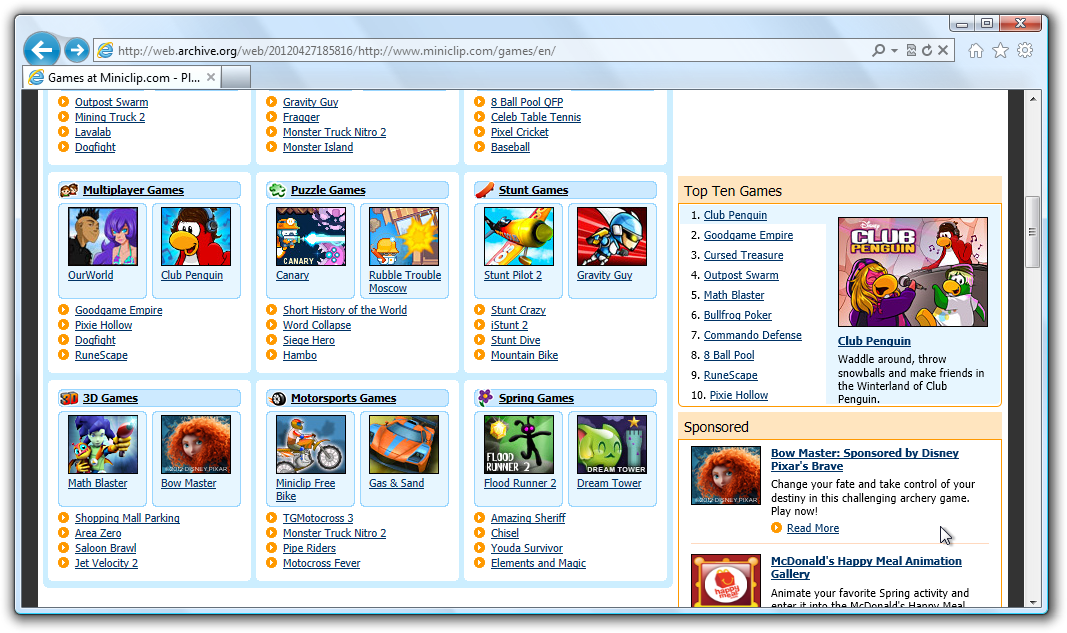 http://web.archive.org/web/20120427185816/http://www.miniclip.com/games/en/
Games at Miniclip.com - Pl...
Outpost Swarm
Mining Truck 2
Lavalab
Dogfight
Gravity Guy
Fragger
Monster Truck Nitro 2
Monster Island
8 Ball Pool QFP
Celeb Table Tennis
Pixel Cricket
Baseball
Multiplayer Games
OurWorld
Club Penguin
Goodgame Empire
Pixie Hollow
Dogfight
RuneScape
Puzzle Games
CANARY
Canary
Rubble Trouble
Moscow
Short History of the World
Word Collapse
Siege Hero
Hambo
Stunt Games
Stunt Pilot 2
Gravity Guy
Stunt Crazy
iStunt 2
Stunt Dive
Mountain Bike
3D Games
©2012 DISNEY/PIXAR
Math Blaster
Bow Master
Shopping Mall Parking
Area Zero
Saloon Brawl
Jet Velocity 2
Motorsports Games
Miniclip Free
Bike
Gas & Sand
TGMotocross 3
Monster Truck Nitro 2
Pipe Riders
Motocross Fever
Spring Games
FLOOD
RUNNER 2
DREAM TOWER
Flood Runner 2
Dream Tower
Amazing Sheriff
Chisel
Youda Survivor
Elements and Magic
Top Ten Games
1. Club Penguin
2. Goodgame Empire
3. Cursed Treasure
4. Outpost Swarm
5. Math Blaster
6. Bullfrog Poker
7. Commando Defense
8. 8 Ball Pool
9. RuneScape
10. Pixie Hollow
Disney
CLUB
PENGUIN
Club Penguin
Waddle around, throw
snowballs and make friends in
the Winterland of Club
Penguin.
Sponsored
©2012 DISNEY/PIXAR
Bow Master: Sponsored by Disney
Pixar's Brave
Change your fate and take control of your
destiny in this challenging archery game.
Play now!
Read More
happy
meal
McDonald's Happy Meal Animation
Gallery
Animate your favorite Spring activity and
enter it into the McDonald's Happy Meal